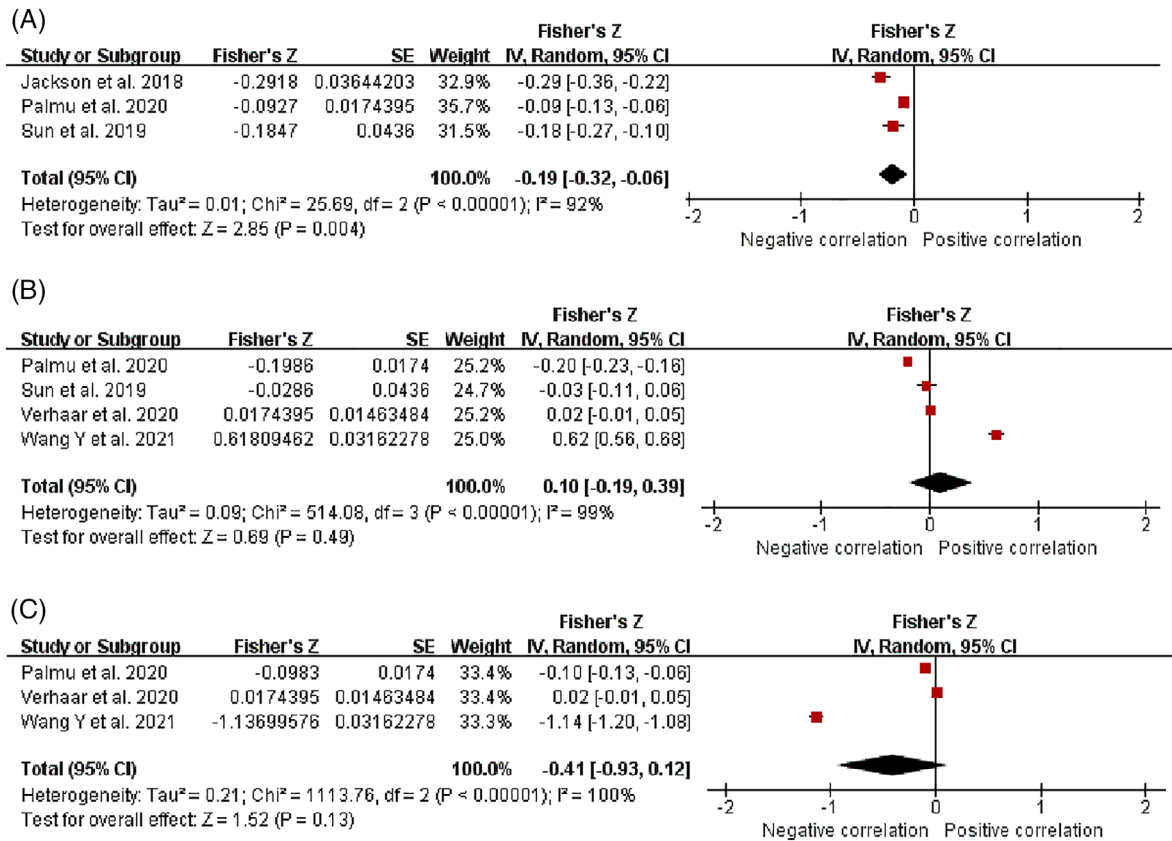 (A)
Fisher's Z Fisher's Z
Study or Subgroup Fisher's Z SE Weight IV, Random, 95% CI IV, Random, 95% CI
Jackson et al. 2018 -0.2918 0.03644203 32.9% -0.29 [-0.36, -0.22]
Palmu et al. 2020 -0.0927 0.0174395 35.7% -0.09 [-0.13, -0.06]
Sun et al. 2019 -0.1847 0.0436 31.5% -0.18 [-0.27, -0.10]
Total (95% CI) 100.0% -0.19 [-0.32, -0.06]
Heterogeneity: Tau² = 0.01; Chi² = 25.69, df = 2 (P < 0.00001); I² = 92%
Test for overall effect: Z = 2.85 (P = 0.004)
-2 -1 0 1 2
Negative correlation Positive correlation
(B)
Fisher's Z Fisher's Z
Study or Subgroup Fisher's Z SE Weight IV, Random, 95% CI IV, Random, 95% CI
Palmu et al. 2020 -0.1986 0.0174 25.2% -0.20 [-0.23, -0.16]
Sun et al. 2019 -0.0286 0.0436 24.7% -0.03 [-0.11, 0.06]
Verhaar et al. 2020 0.0174395 0.01463484 25.2% 0.02 [-0.01, 0.05]
Wang Y et al. 2021 0.61809462 0.03162278 25.0% 0.62 [0.56, 0.68]
Total (95% CI) 100.0% 0.10 [-0.19, 0.39]
Heterogeneity: Tau² = 0.09; Chi² = 514.08, df = 3 (P < 0.00001); I² = 99%
Test for overall effect: Z = 0.69 (P = 0.49)
-2 -1 0 1 2
Negative correlation Positive correlation
(C)
Fisher's Z Fisher's Z
Study or Subgroup Fisher's Z SE Weight IV, Random, 95% CI IV, Random, 95% CI
Palmu et al. 2020 -0.0983 0.0174 33.4% -0.10 [-0.13, -0.06]
Verhaar et al. 2020 0.0174395 0.01463484 33.4% 0.02 [-0.01, 0.05]
Wang Y et al. 2021 -1.13699576 0.03162278 33.3% -1.14 [-1.20, -1.08]
Total (95% CI) 100.0% -0.41 [-0.93, 0.12]
Heterogeneity: Tau² = 0.21; Chi² = 1113.76, df = 2 (P < 0.00001); I² = 100%
Test for overall effect: Z = 1.52 (P = 0.13)
-2 -1 0 1 2
Negative correlation Positive correlation